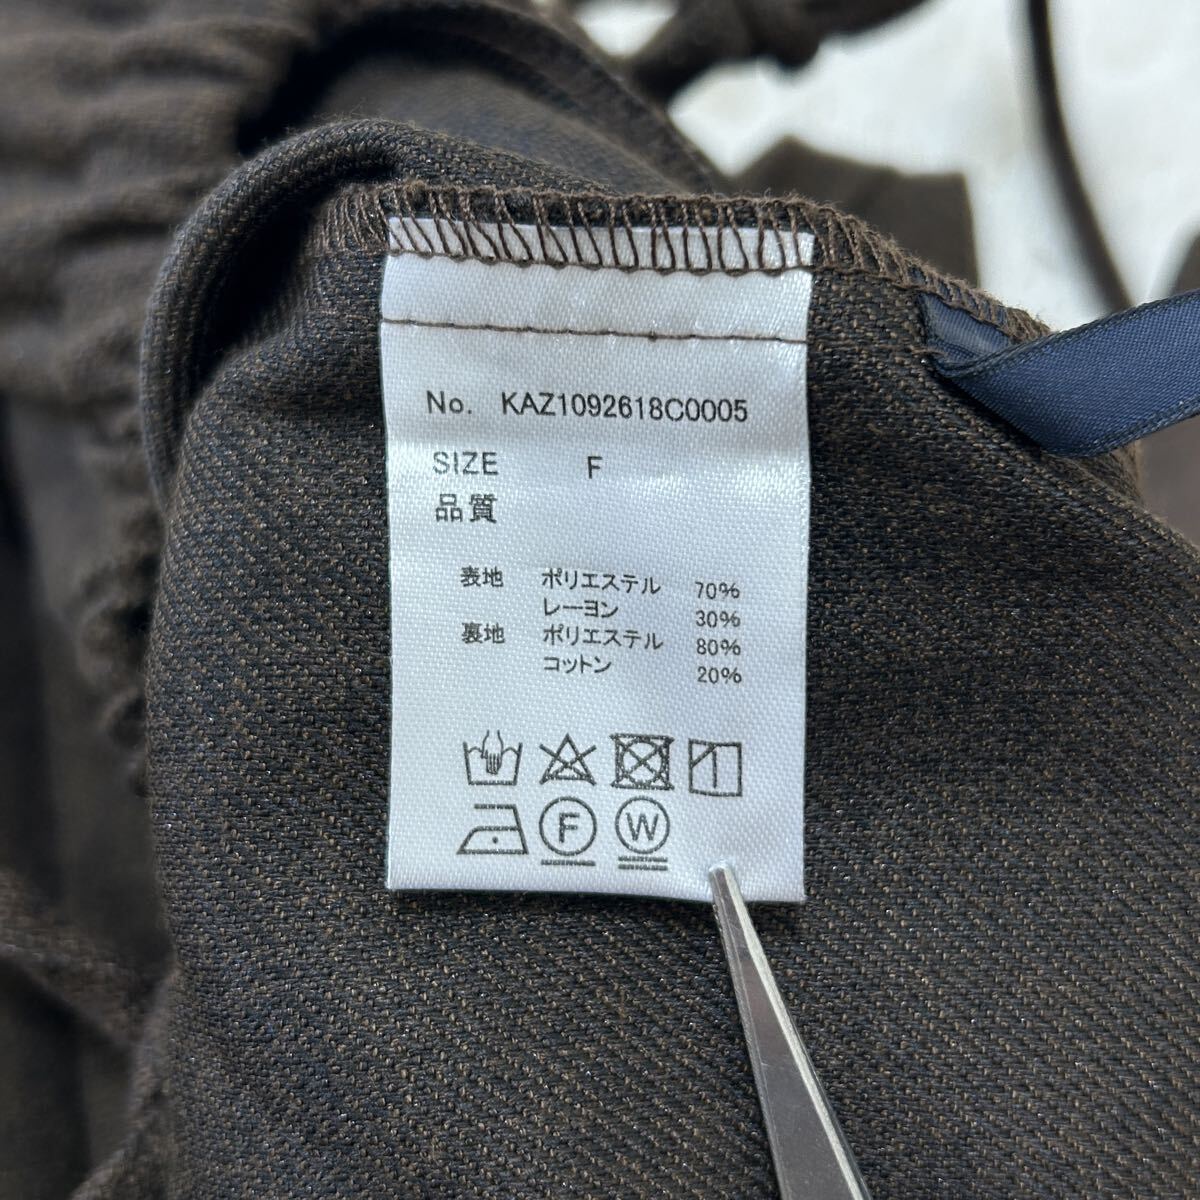 No. KAZ1092618C0005
SIZE F
品質
表地 ポリエステル 70%
レーヨン 30%
裏地 ポリエステル 80%
コットン 20%
F W